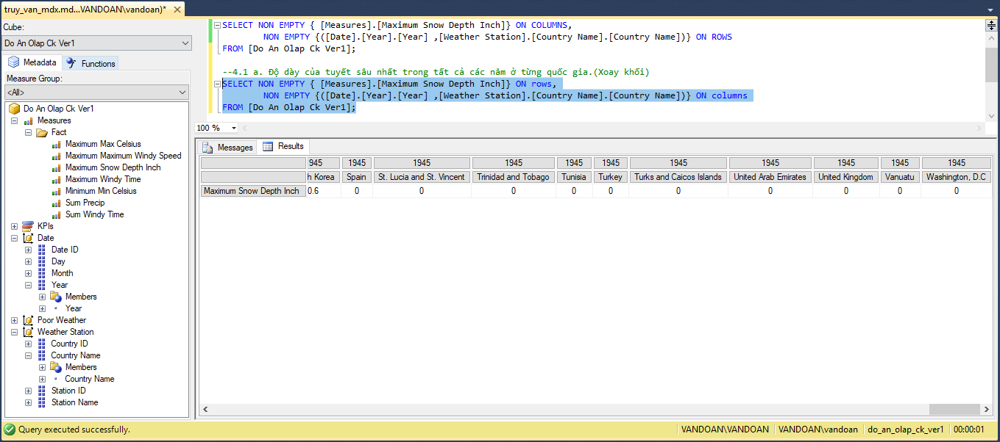 truy_van_mdx.md...VANDOAN\vandoan)*
Cube:
Do An Olap Ck Ver1
Metadata
Functions
Measure Group:
<All>
Do An Olap Ck Ver1
Measures
Fact
Maximum Max Celsius
Maximum Maximum Windy Speed
Maximum Snow Depth Inch
Maximum Windy Time
Minimum Min Celsius
Sum Precip
Sum Windy Time
KPIs
Date
Date ID
Day
Month
Year
Members
Year
Poor Weather
Weather Station
Country ID
Country Name
Members
Country Name
Station ID
Station Name
SELECT NON EMPTY { [Measures].[Maximum Snow Depth Inch]} ON COLUMNS,
NON EMPTY {([Date].[Year].[Year] ,[Weather Station].[Country Name].[Country Name])} ON ROWS
FROM [Do An Olap Ck Ver1];
--4.1 a. Độ dày của tuyết sâu nhất trong tất cả các năm ở từng quốc gia.(Xoay khối)
SELECT NON EMPTY { [Measures].[Maximum Snow Depth Inch]} ON rows,
NON EMPTY {([Date].[Year].[Year] ,[Weather Station].[Country Name].[Country Name])} ON columns
FROM [Do An Olap Ck Ver1];
100 %
Messages
Results
945 1945 1945 1945 1945 1945 1945 1945 1945 1945 1945
h Korea Spain St. Lucia and St. Vincent Trinidad and Tobago Tunisia Turkey Turks and Caicos Islands United Arab Emirates United Kingdom Vanuatu Washington, D.C
Maximum Snow Depth Inch 0.6 0 0 0 0 0 0 0 0 0 0
Query executed successfully.
VANDOAN\VANDOAN VANDOAN\vandoan do_an_olap_ck_ver1 00:00:01